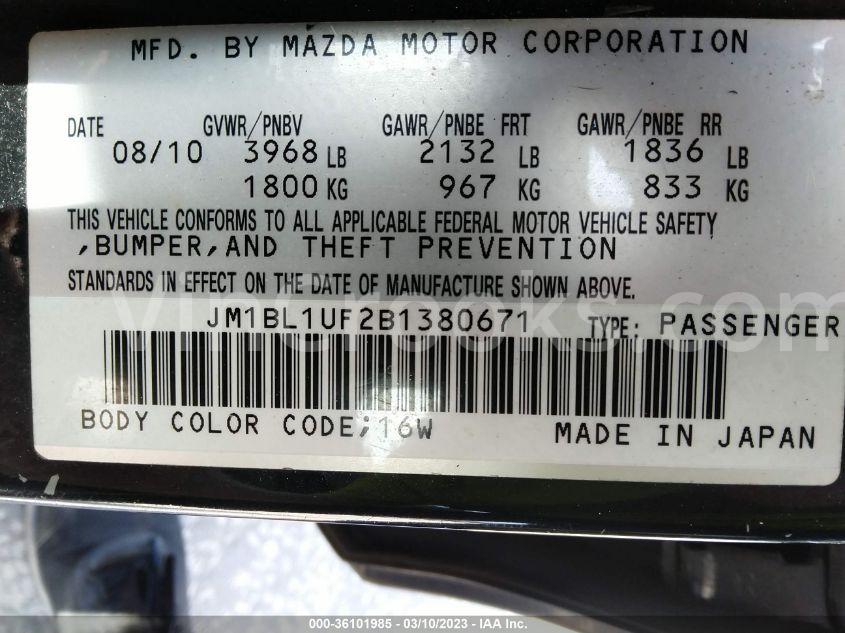 MFD. BY MAZDA MOTOR CORPORATION
DATE GVWR/PNBV GAWR/PNBE FRT GAWR/PNBE RR
08/10 3968 LB 2132 LB 1836 LB
1800 KG 967 KG 833 KG
THIS VEHICLE CONFORMS TO ALL APPLICABLE FEDERAL MOTOR VEHICLE SAFETY
,BUMPER,AND THEFT PREVENTION
STANDARDS IN EFFECT ON THE DATE OF MANUFACTURE SHOWN ABOVE.
VinCrooks.com
JM1BL1UF2B1380671 TYPE: PASSENGER
BODY COLOR CODE;16W MADE IN JAPAN
000-36101985 - 03/10/2023 - IAA Inc.